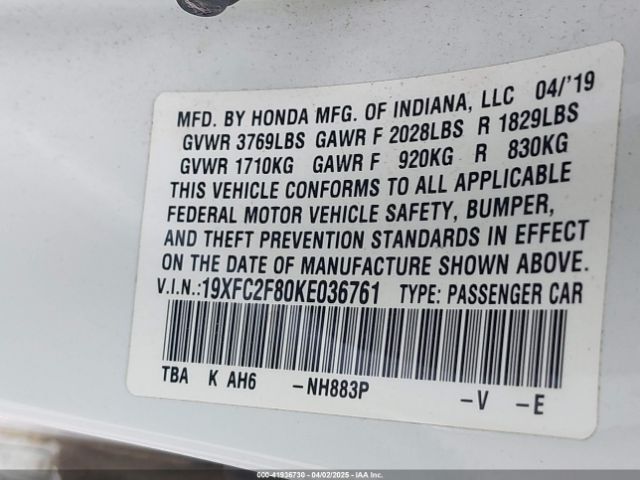 MFD. BY HONDA MFG. OF INDIANA, LLC 04/'19
GVWR 3769LBS GAWR F 2028LBS R 1829LBS
GVWR 1710KG GAWR F 920KG R 830KG
THIS VEHICLE CONFORMS TO ALL APPLICABLE
FEDERAL MOTOR VEHICLE SAFETY, BUMPER,
AND THEFT PREVENTION STANDARDS IN EFFECT
ON THE DATE OF MANUFACTURE SHOWN ABOVE.
V.I.N.:19XFC2F80KE036761 TYPE: PASSENGER CAR
TBA K AH6 -NH883P -V -E
000-41936730 - 04/02/2025 - IAAI, Inc.